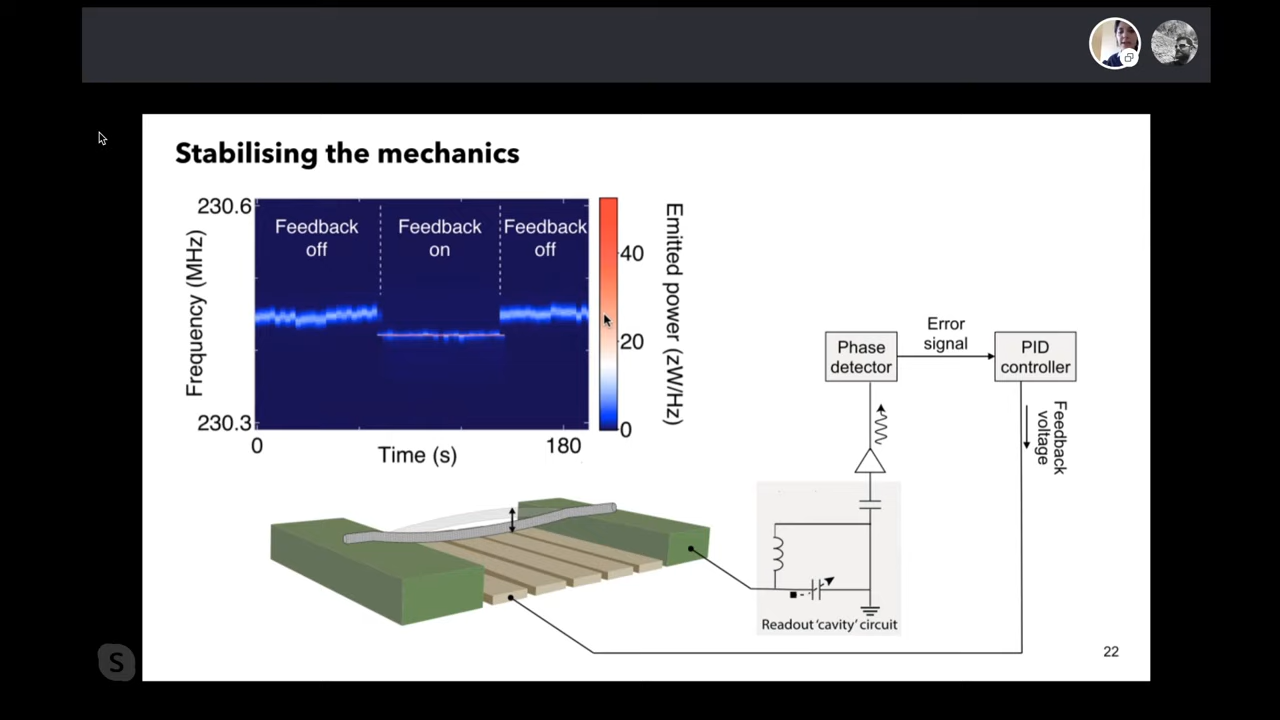 Stabilising the mechanics
230.6
230.3
Frequency (MHz)
Feedback
off
Feedback
on
Feedback
off
0
180
Time (s)
40
20
0
Emitted power (zW/Hz)
Phase
detector
Error
signal
PID
controller
Feedback
voltage
Readout 'cavity' circuit
22
S